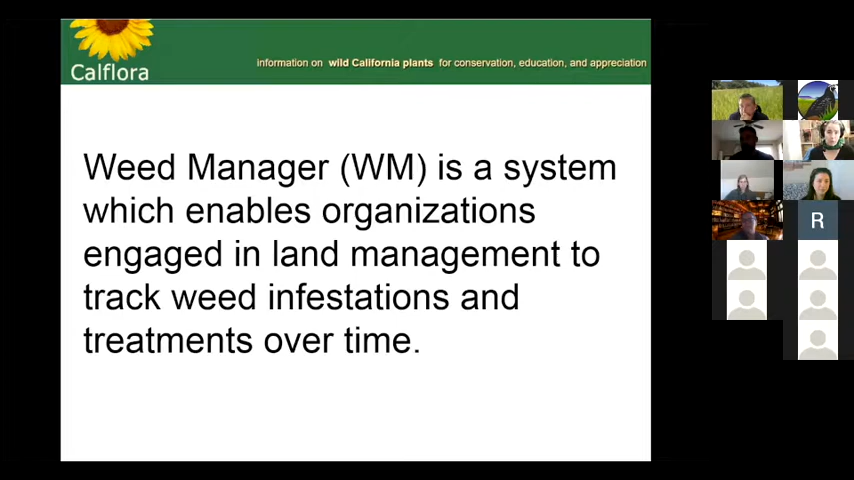 Calflora
information on wild California plants for conservation, education, and appreciation
Weed Manager (WM) is a system
which enables organizations
engaged in land management to
track weed infestations and
treatments over time.
R